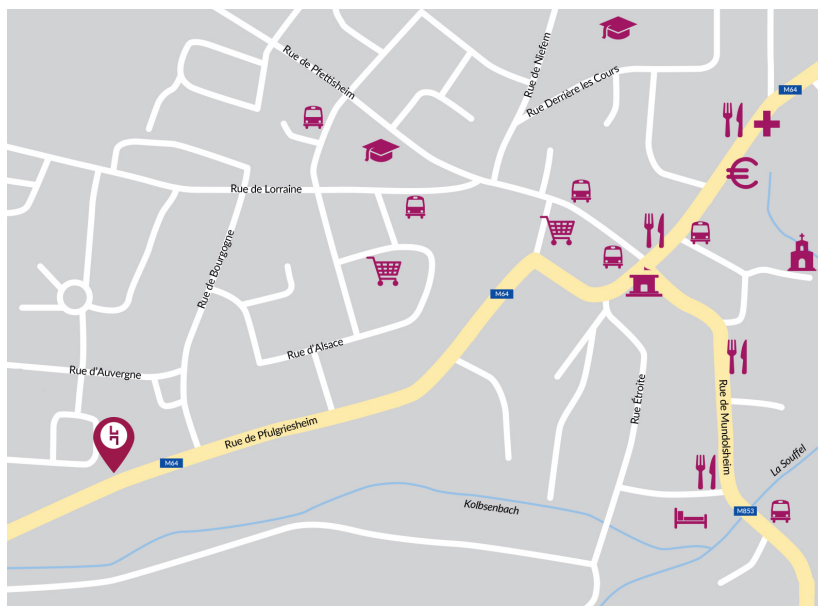 Rue de Pfettisheim
Rue de Niefern
Rue Derrière les Cours
M64
Rue de Lorraine
Rue de Bourgogne
M64
Rue d'Alsace
Rue d'Auvergne
Rue Étroite
Rue de Mundolsheim
Rue de Pfulgriesheim
M64
La Souffel
Kolbsenbach
M853